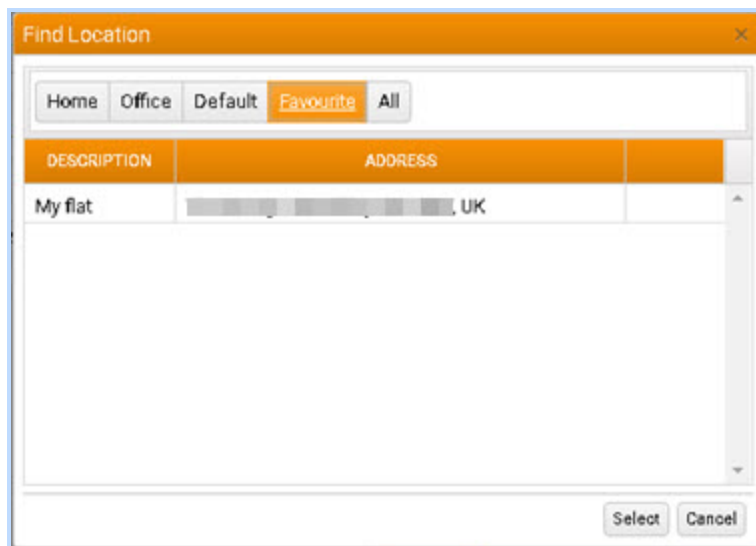 Find Location
Home Office Default Favourite All
DESCRIPTION ADDRESS
My flat , UK
Select Cancel